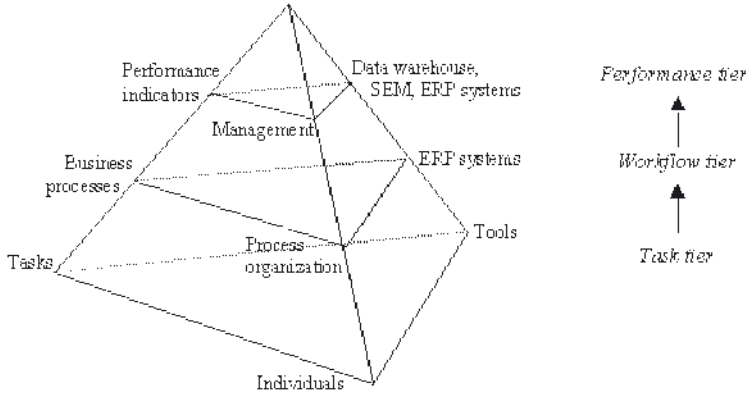 Performance
indicators
Data warehouse,
SEM, ERP systems
Management
Business
processes
ERP systems
Tasks
Process
organization
Tools
Individuals
Performance tier
Workflow tier
Task tier